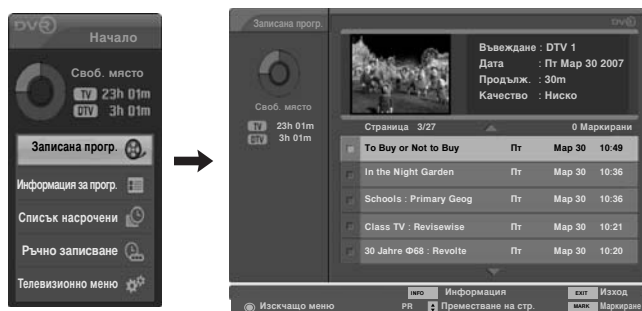 DVR
Начало
Своб. място
TV 23h 01m
DTV 3h 01m
Записана прогр.
Информация за прогр.
Списък насрочени
Ръчно записване
Телевизионно меню
Записана прогр.
DVR
Своб. място
TV 23h 01m
DTV 3h 01m
Въвеждане : DTV 1
Дата : Пт Мар 30 2007
Продълж. : 30m
Качество : Ниско
Страница 3/27 0 Маркирани
To Buy or Not to Buy Пт Мар 30 10:49
In the Night Garden Пт Мар 30 10:36
Schools : Primary Geog Пт Мар 30 10:36
Class TV : Revisewise Пт Мар 30 10:21
30 Jahre Ф68 : Revolte Пт Мар 30 10:20
INFO Информация EXIT Изход
Изскчащо меню PR Преместване на стр. MARK Маркиране